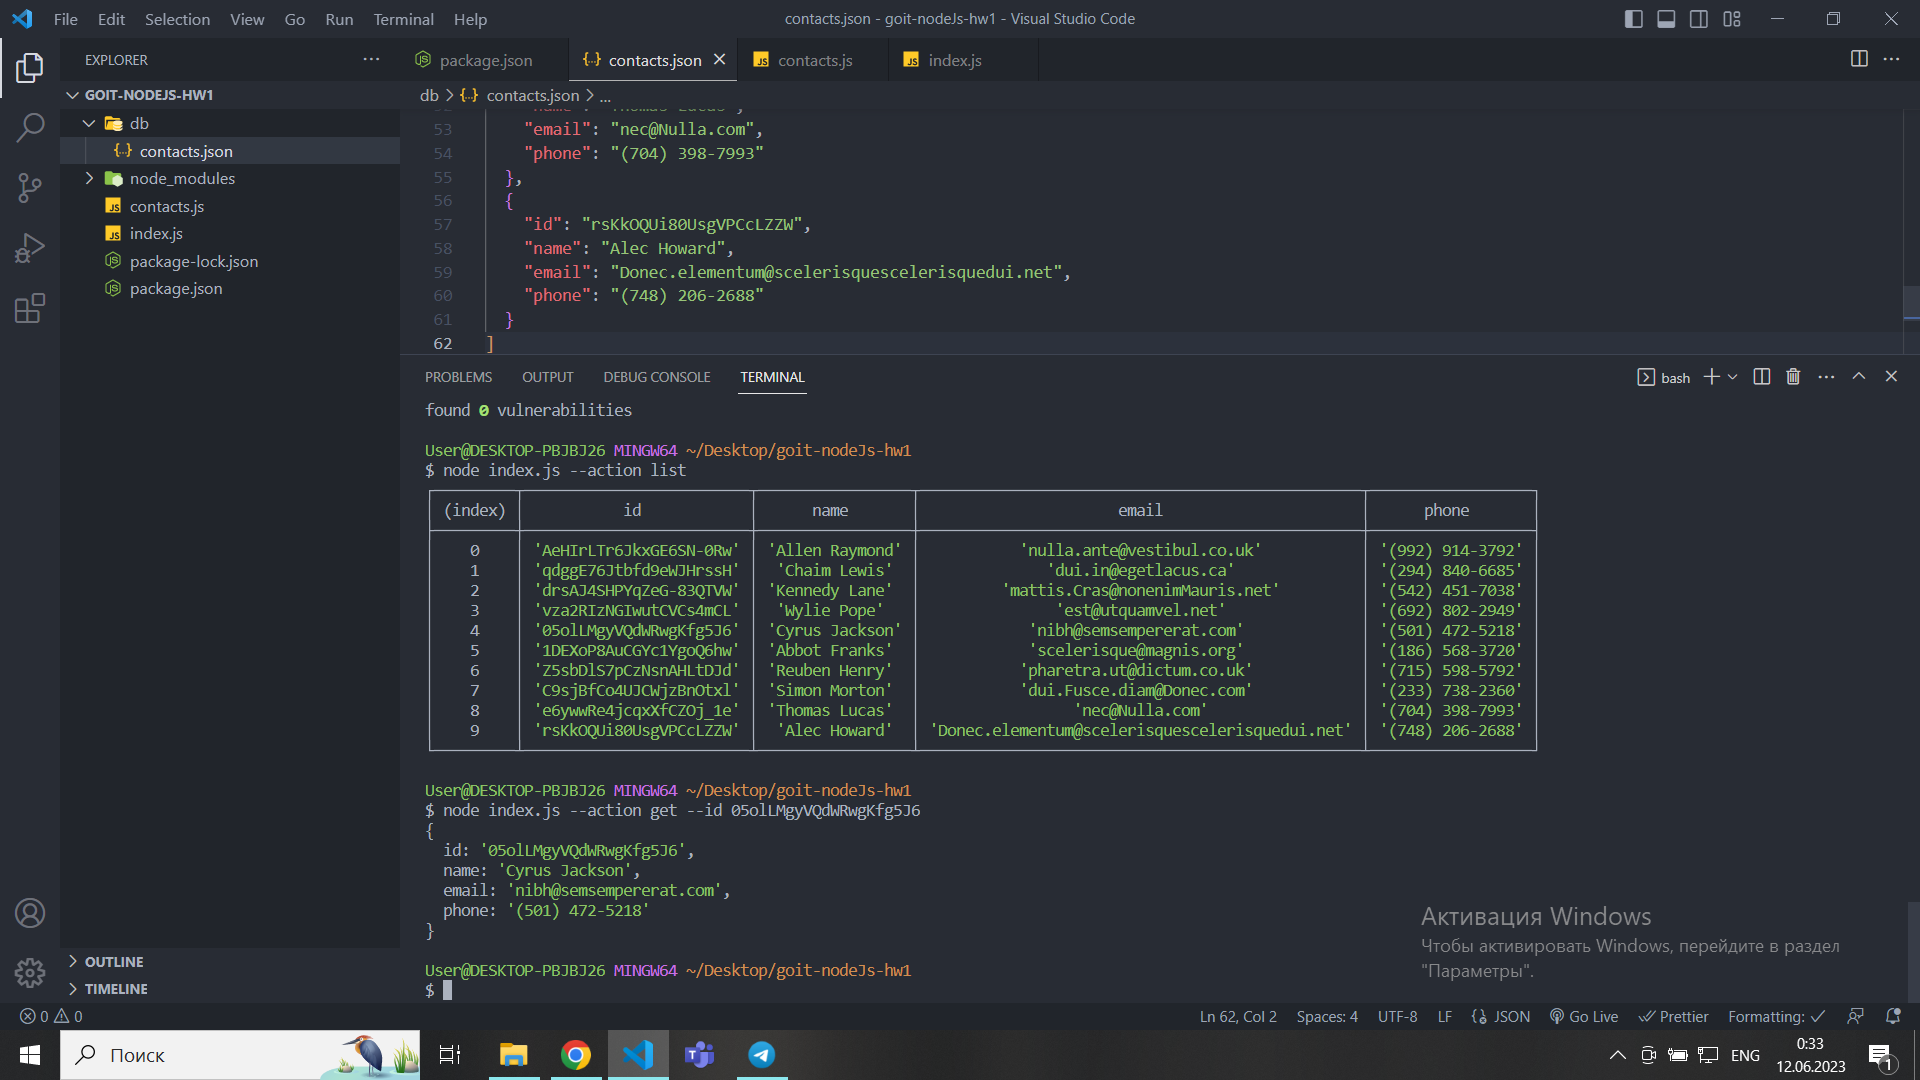 File Edit Selection View Go Run Terminal Help
contacts.json - goit-nodeJs-hw1 - Visual Studio Code
EXPLORER
GOIT-NODEJS-HW1
db
contacts.json
node_modules
contacts.js
index.js
package-lock.json
package.json
OUTLINE
TIMELINE
package.json contacts.json contacts.js index.js
db > contacts.json > ...
53 "email": "nec@Nulla.com",
54 "phone": "(704) 398-7993"
55 },
56 {
57 "id": "rsKkOQUi80UsgVPCcLZZW",
58 "name": "Alec Howard",
59 "email": "Donec.elementum@scelerisquescelerisquedui.net",
60 "phone": "(748) 206-2688"
61 }
62 ]
PROBLEMS OUTPUT DEBUG CONSOLE TERMINAL
bash
found 0 vulnerabilities
User@DESKTOP-PBJBJ26 MINGW64 ~/Desktop/goit-nodeJs-hw1
$ node index.js --action list
(index) id name email phone
0 'AeHIrLTr6JkxGE6SN-0Rw' 'Allen Raymond' 'nulla.ante@vestibul.co.uk' '(992) 914-3792'
1 'qdggE76Jtbfd9eWJHrssH' 'Chaim Lewis' 'dui.in@egetlacus.ca' '(294) 840-6685'
2 'drsAJ4SHPYqZeG-83QTVW' 'Kennedy Lane' 'mattis.Cras@nonenimMauris.net' '(542) 451-7038'
3 'vza2RIzNGIwutCVCs4mCL' 'Wylie Pope' 'est@utquamvel.net' '(692) 802-2949'
4 '05olLMgyVQdWRwgKfg5J6' 'Cyrus Jackson' 'nibh@semsempererat.com' '(501) 472-5218'
5 '1DEXoP8AuCGYc1YgoQ6hw' 'Abbot Franks' 'scelerisque@magnis.org' '(186) 568-3720'
6 'Z5sbDlS7pCzNsnAHLtDJd' 'Reuben Henry' 'pharetra.ut@dictum.co.uk' '(715) 598-5792'
7 'C9sjBfCo4UJCWjzBnOtxl' 'Simon Morton' 'dui.Fusce.diam@Donec.com' '(233) 738-2360'
8 'e6ywwRe4jcqxXfCZOj_1e' 'Thomas Lucas' 'nec@Nulla.com' '(704) 398-7993'
9 'rsKkOQUi80UsgVPCcLZZW' 'Alec Howard' 'Donec.elementum@scelerisquescelerisquedui.net' '(748) 206-2688'
User@DESKTOP-PBJBJ26 MINGW64 ~/Desktop/goit-nodeJs-hw1
$ node index.js --action get --id 05olLMgyVQdWRwgKfg5J6
{
id: '05olLMgyVQdWRwgKfg5J6',
name: 'Cyrus Jackson',
email: 'nibh@semsempererat.com',
phone: '(501) 472-5218'
}
User@DESKTOP-PBJBJ26 MINGW64 ~/Desktop/goit-nodeJs-hw1
$
Активация Windows
Чтобы активировать Windows, перейдите в раздел
"Параметры".
0 0 Ln 62, Col 2 Spaces: 4 UTF-8 LF JSON Go Live Prettier Formatting:
Поиск
ENG
0:33
12.06.2023
1